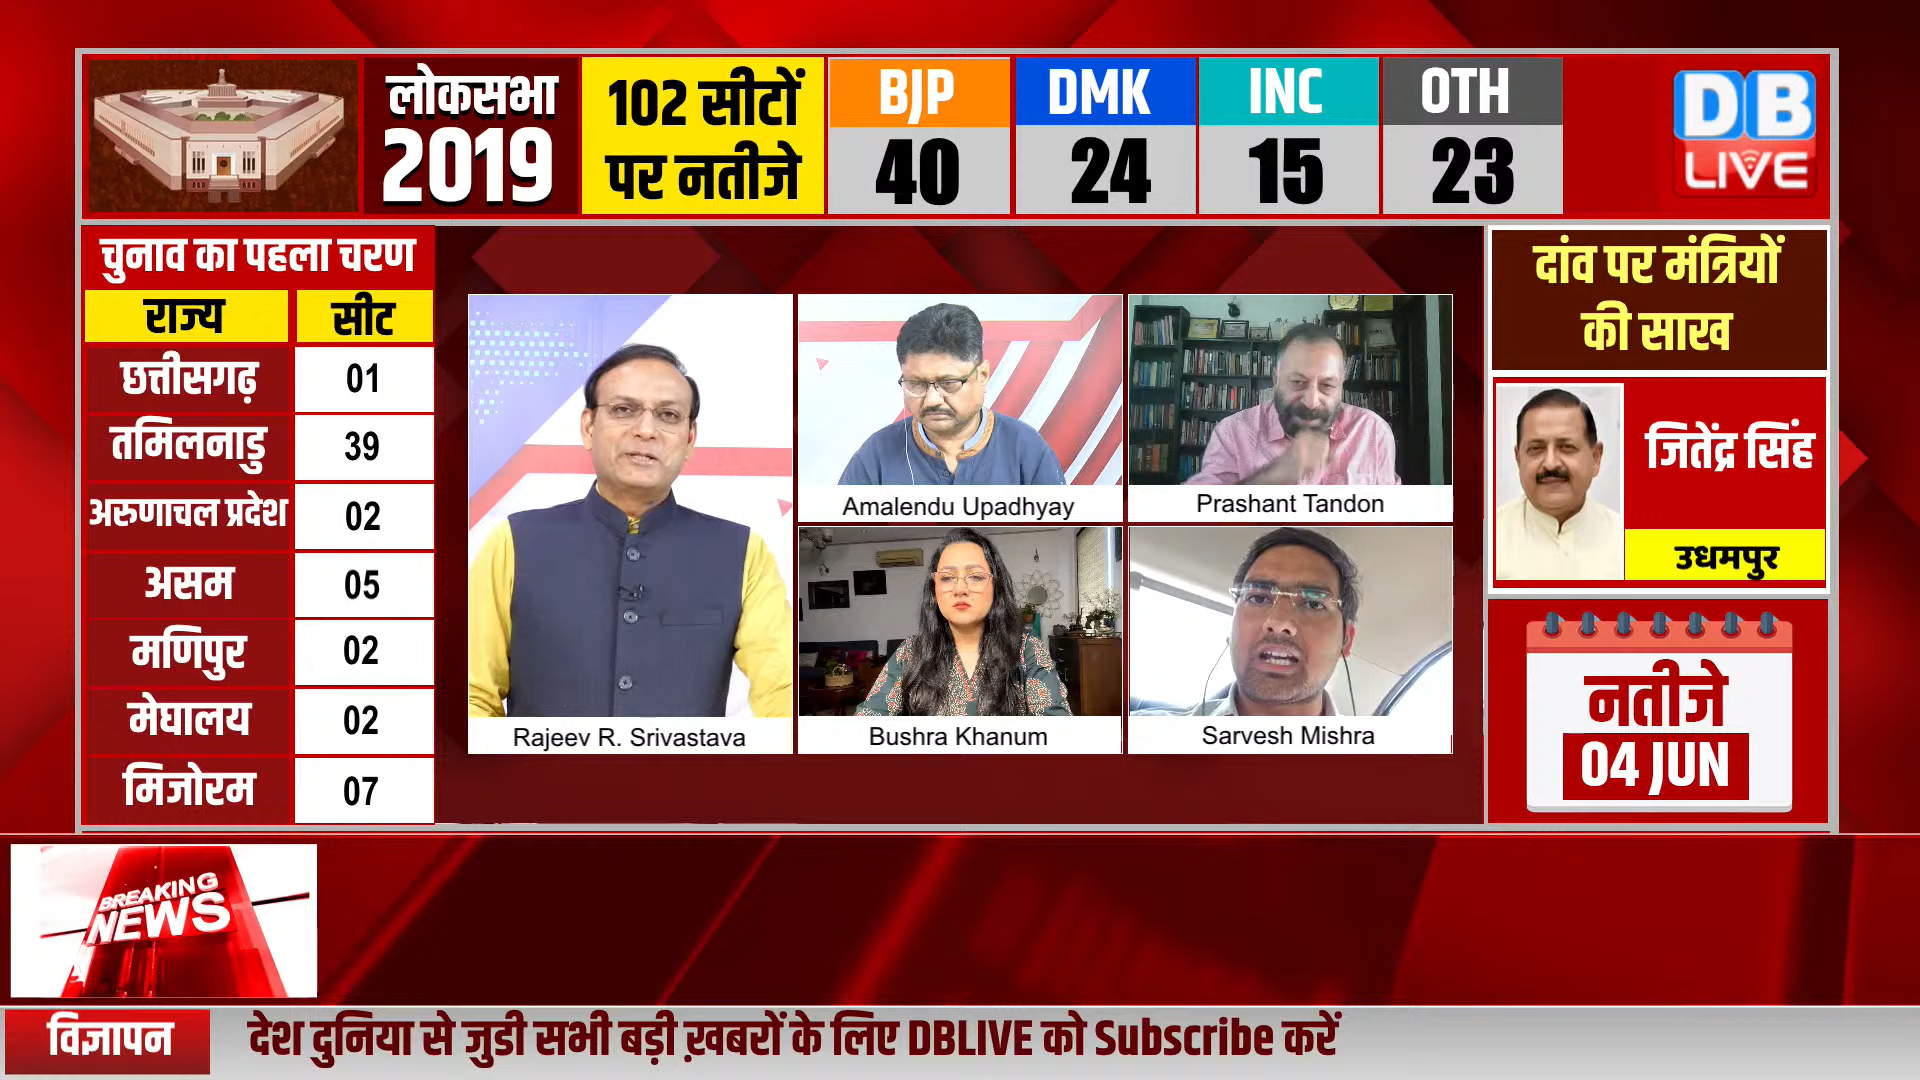 लोकसभा
2019
102 सीटों
पर नतीजे
BJP
40
DMK
24
INC
15
OTH
23
DB
LIVE
चुनाव का पहला चरण
राज्य सीट
छत्तीसगढ़ 01
तमिलनाडु 39
अरुणाचल प्रदेश 02
असम 05
मणिपुर 02
मेघालय 02
मिजोरम 07
Rajeev R. Srivastava
Amalendu Upadhyay
Prashant Tandon
Bushra Khanum
Sarvesh Mishra
दांव पर मंत्रियों
की साख
जितेंद्र सिंह
उधमपुर
नतीजे
04 JUN
BREAKING
NEWS
विज्ञापन
देश दुनिया से जुडी सभी बड़ी ख़बरों के लिए DBLIVE को Subscribe करें